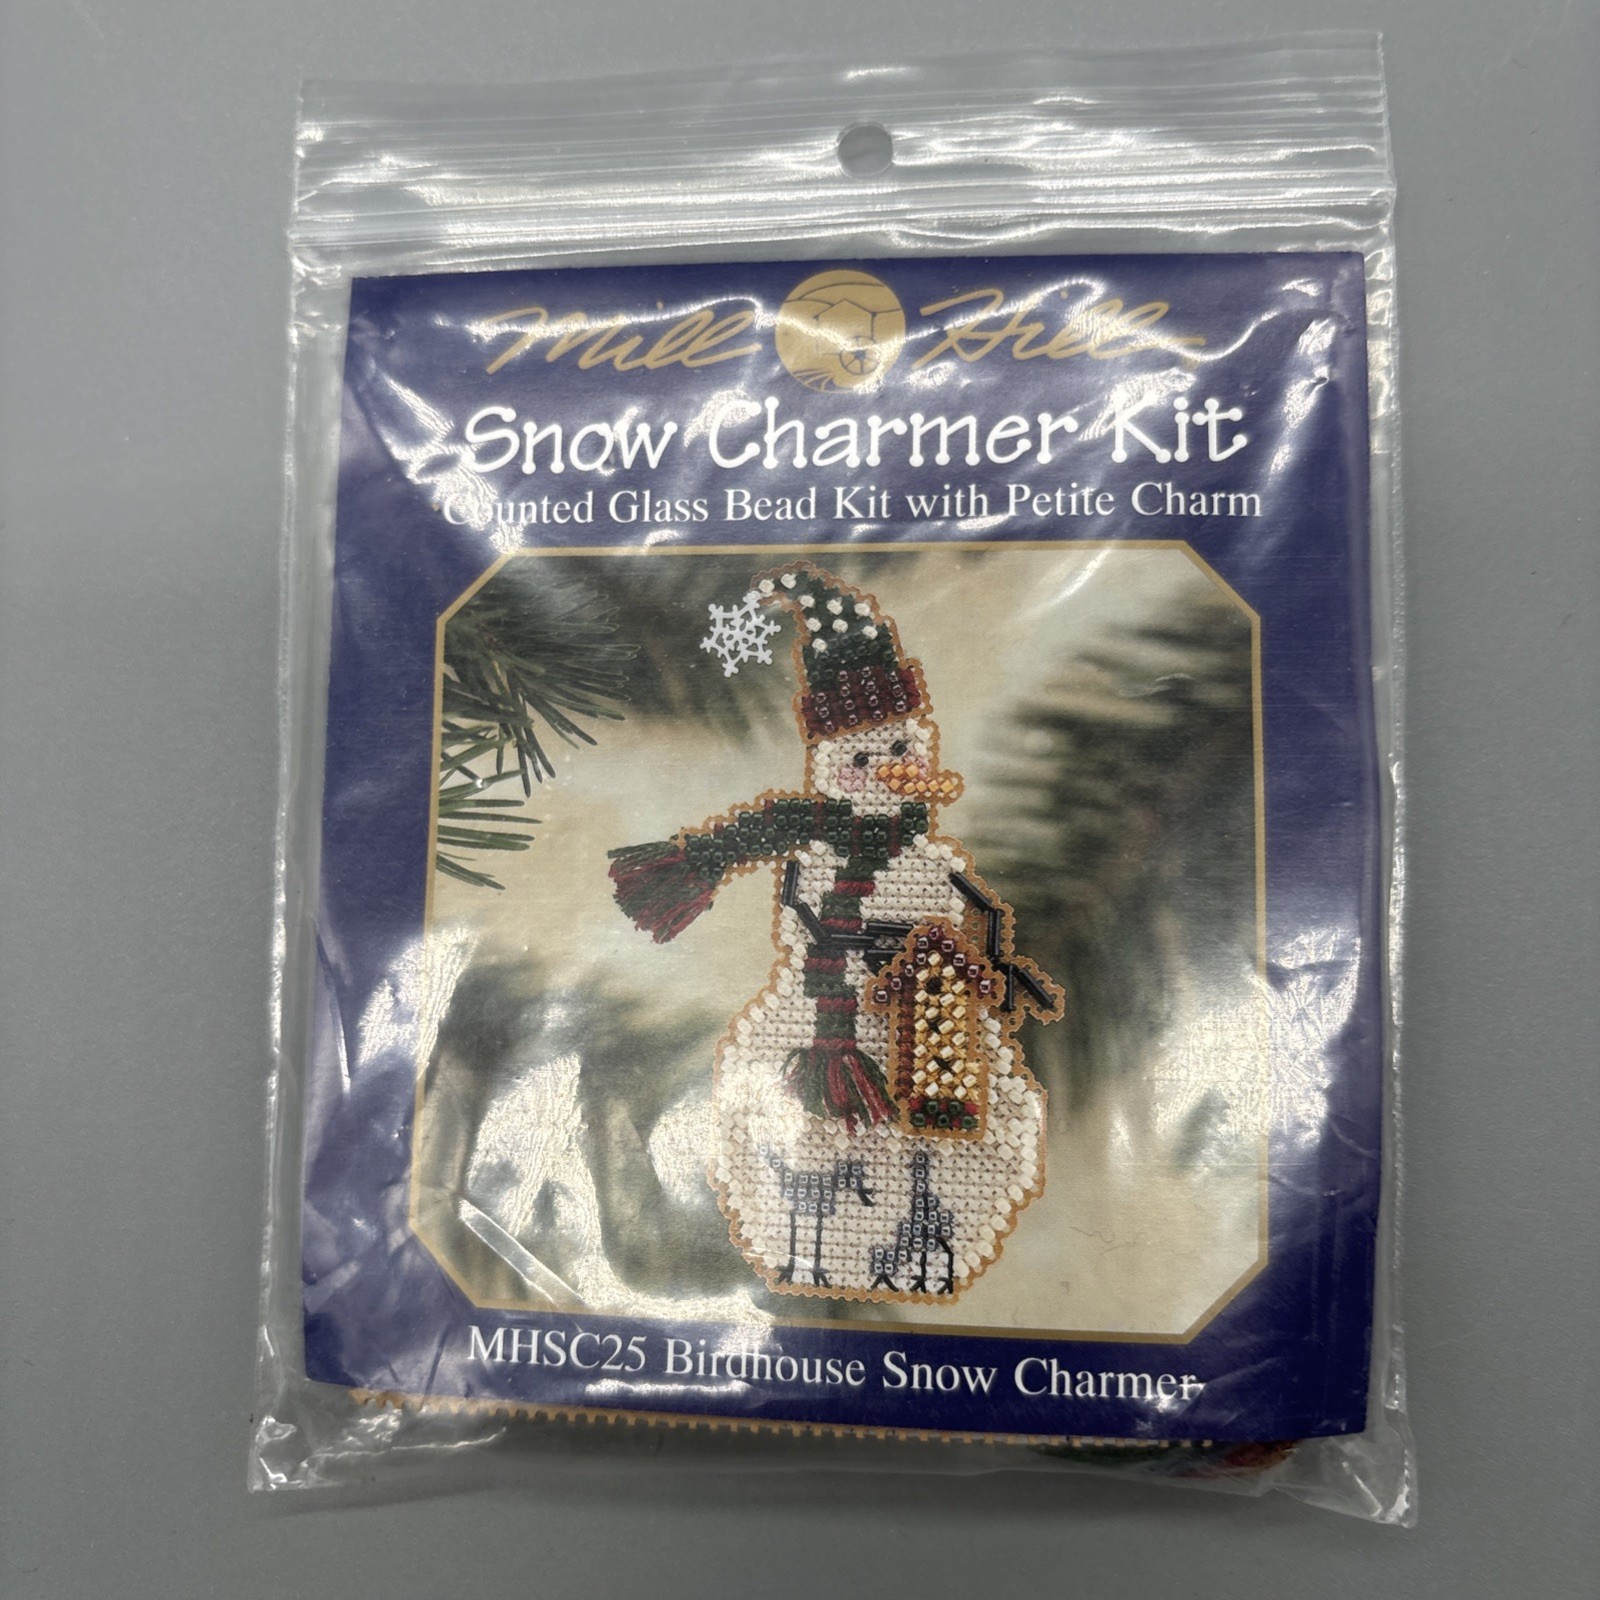 Mill Hill
Snow Charmer Kit
Counted Glass Bead Kit with Petite Charm
MHSC25 Birdhouse Snow Charmer